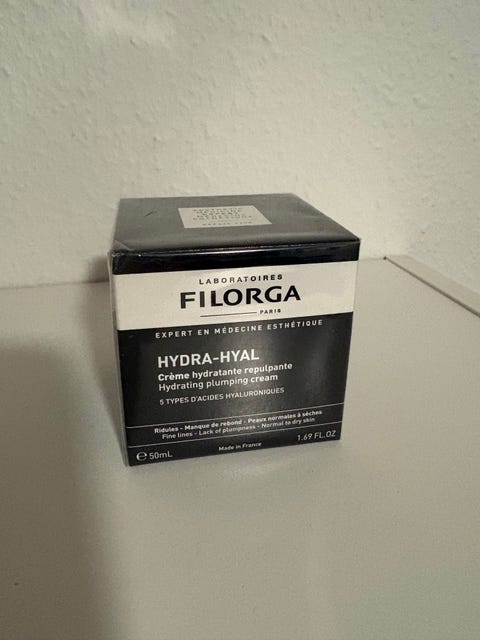 LABORATOIRES
FILORGA
PARIS
EXPERT EN MÉDECINE ESTHÉTIQUE
HYDRA-HYAL
Crème hydratante repulpante
Hydrating plumping cream
5 TYPES D'ACIDES HYALURONIQUES
Ridules - Manque de rebond - Peaux normales à sèches
Fine lines - Lack of plumpness - Normal to dry skin
℮ 50mL
Made in France
1.69 FL.OZ